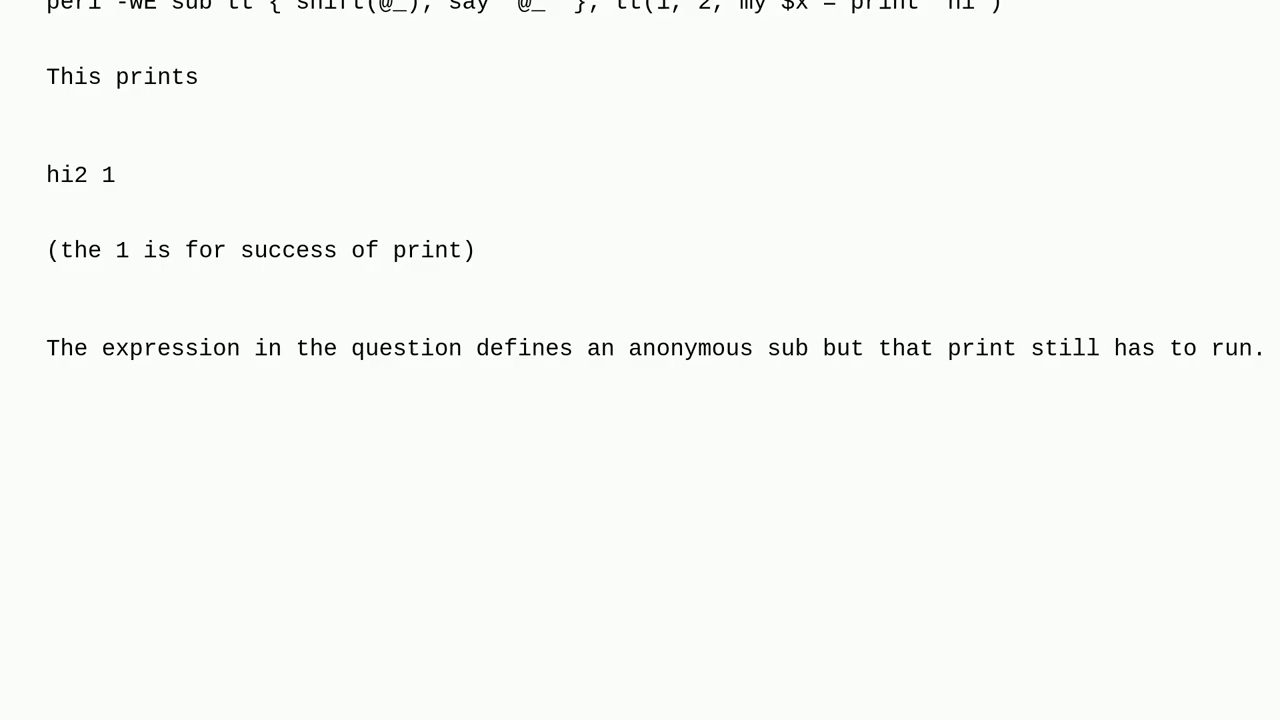 perl -WE sub tt { shift(@_); say "@_" }; tt(1, 2, my $x = print "hi")
This prints
hi2 1
(the 1 is for success of print)
The expression in the question defines an anonymous sub but that print still has to run.